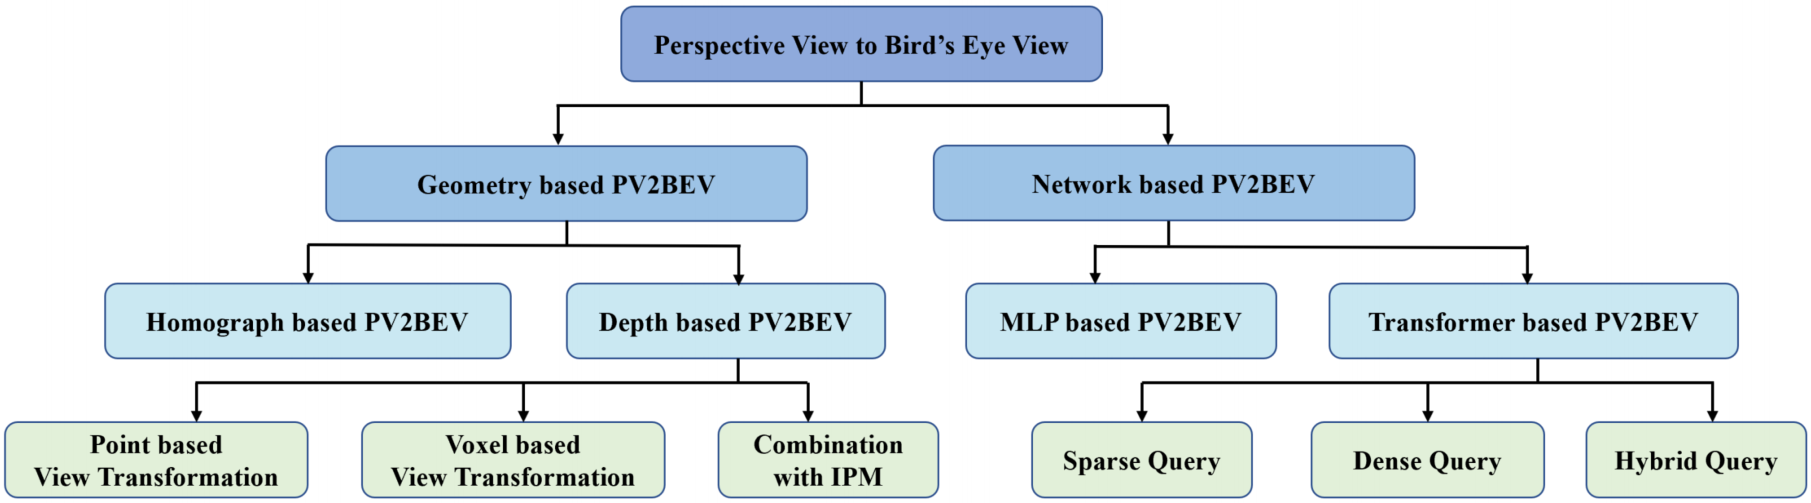 Perspective View to Bird's Eye View
Geometry based PV2BEV
Network based PV2BEV
Homograph based PV2BEV
Depth based PV2BEV
MLP based PV2BEV
Transformer based PV2BEV
Point based
View Transformation
Voxel based
View Transformation
Combination
with IPM
Sparse Query
Dense Query
Hybrid Query